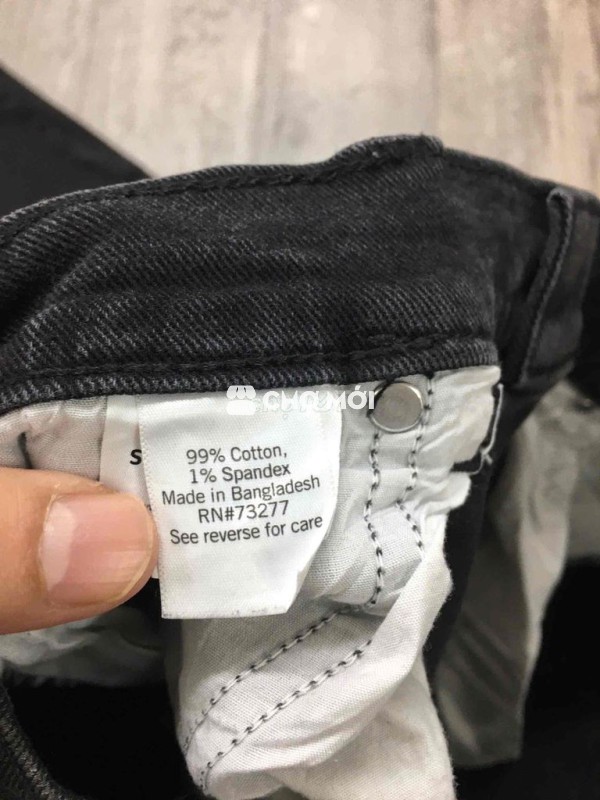 CHỢ MỚI
S
99% Cotton,
1% Spandex
Made in Bangladesh
RN#73277
See reverse for care